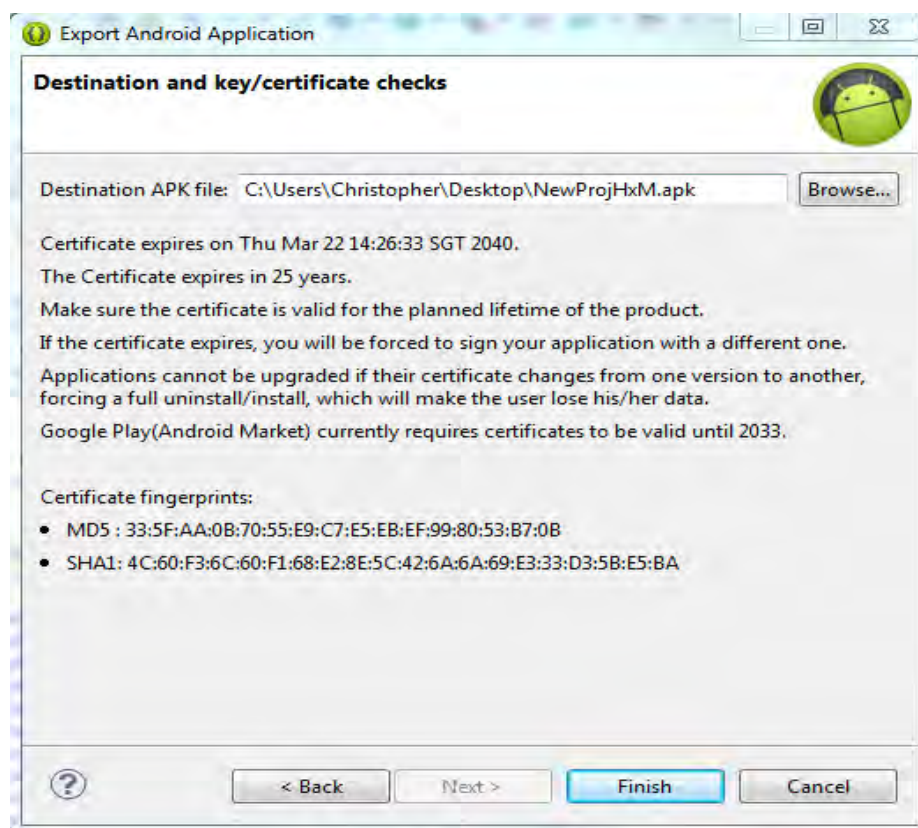 Export Android Application
Destination and key/certificate checks
Destination APK file: C:\Users\Christopher\Desktop\NewProjHxM.apk Browse...
Certificate expires on Thu Mar 22 14:26:33 SGT 2040.
The Certificate expires in 25 years.
Make sure the certificate is valid for the planned lifetime of the product.
If the certificate expires, you will be forced to sign your application with a different one.
Applications cannot be upgraded if their certificate changes from one version to another,
forcing a full uninstall/install, which will make the user lose his/her data.
Google Play(Android Market) currently requires certificates to be valid until 2033.
Certificate fingerprints:
• MD5 : 33:5F:AA:0B:70:55:E9:C7:E5:EB:EF:99:80:53:B7:0B
• SHA1: 4C:60:F3:6C:60:F1:68:E2:8E:5C:42:6A:6A:69:E3:33:D3:5B:E5:BA
? < Back Next > Finish Cancel